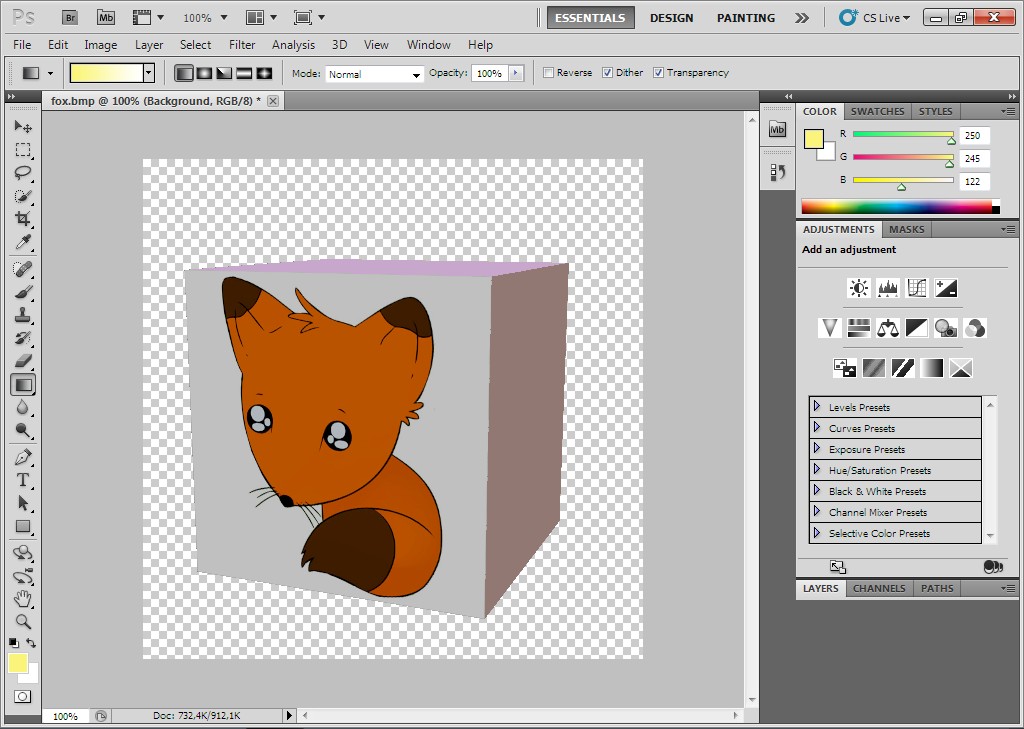 Ps Br Mb 100% ESSENTIALS DESIGN PAINTING CS Live
File Edit Image Layer Select Filter Analysis 3D View Window Help
Mode: Normal Opacity: 100% Reverse Dither Transparency
fox.bmp @ 100% (Background, RGB/8) *
Mb
COLOR SWATCHES STYLES
R 250
G 245
B 122
ADJUSTMENTS MASKS
Add an adjustment
Levels Presets
Curves Presets
Exposure Presets
Hue/Saturation Presets
Black & White Presets
Channel Mixer Presets
Selective Color Presets
LAYERS CHANNELS PATHS
T
100% Doc: 732,4K/912,1K